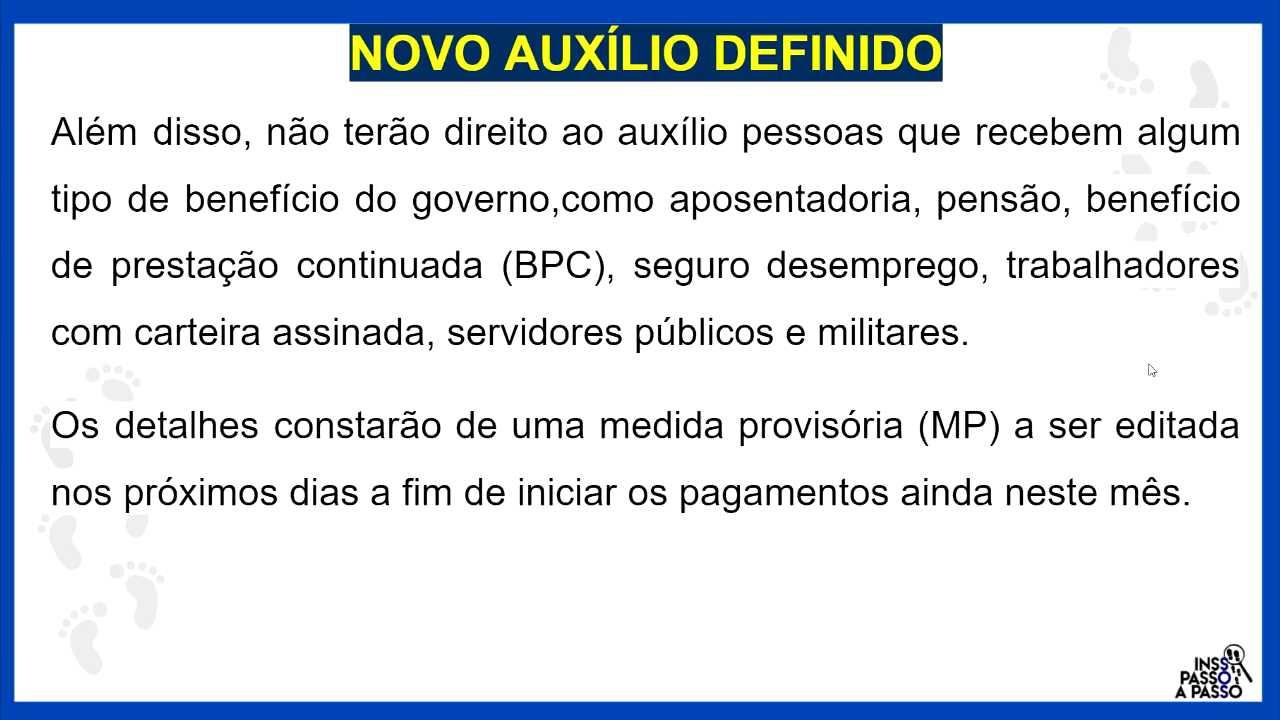 NOVO AUXÍLIO DEFINIDO
Além disso, não terão direito ao auxílio pessoas que recebem algum
tipo de benefício do governo,como aposentadoria, pensão, benefício
de prestação continuada (BPC), seguro desemprego, trabalhadores
com carteira assinada, servidores públicos e militares.
Os detalhes constarão de uma medida provisória (MP) a ser editada
nos próximos dias a fim de iniciar os pagamentos ainda neste mês.
INSS
PASSO
A PASSO